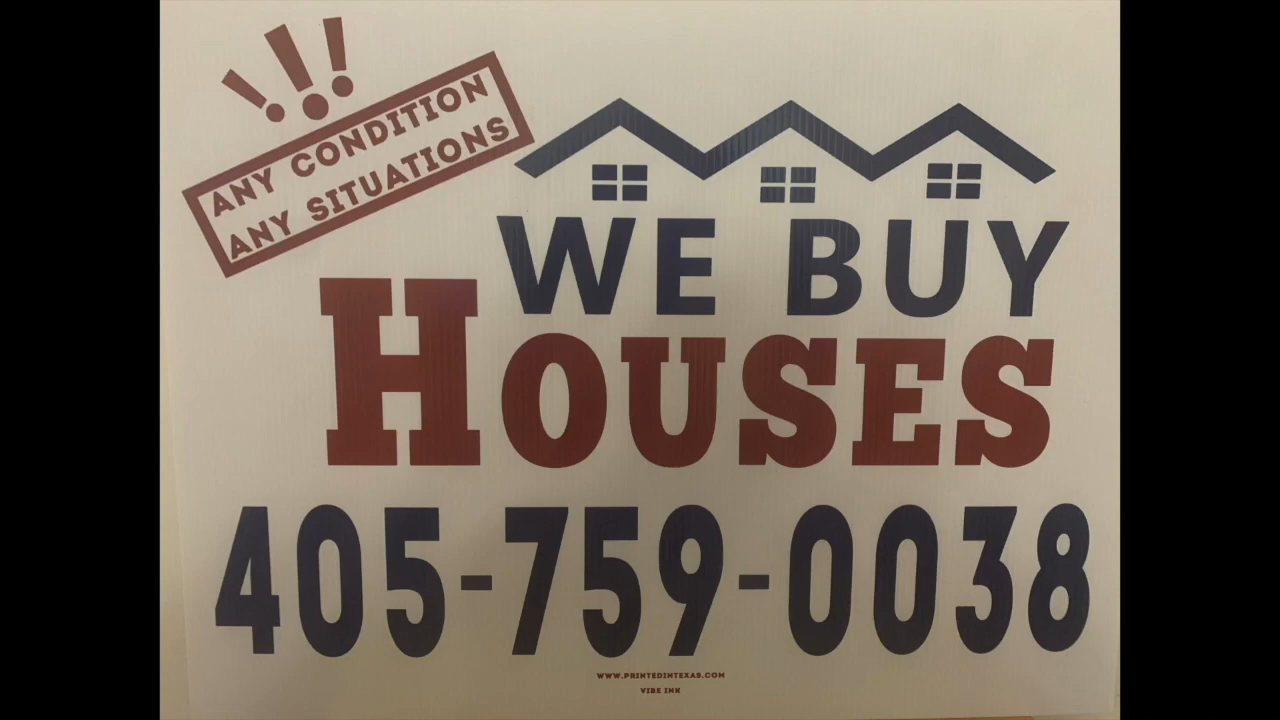 !!!
ANY CONDITION
ANY SITUATIONS
WE BUY
HOUSES
405-759-0038
WWW.PRINTEDINTEXAS.COM
VIBE INK